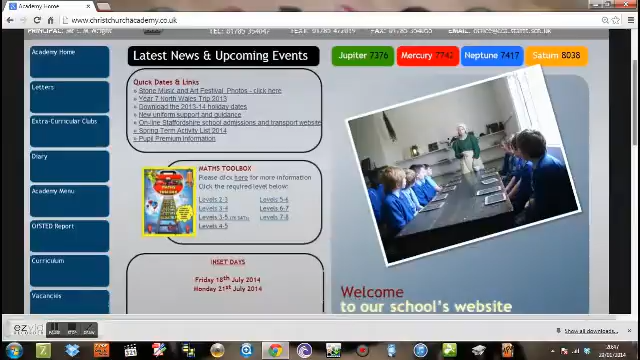 Academy Home
www.christchurchacademy.co.uk
Academy Home
Letters
Extra-Curricular Clubs
Diary
Academy Menu
OfSTED Report
Curriculum
Vacancies
Latest News & Upcoming Events
Jupiter 7376
Mercury 7742
Neptune 7417
Saturn 8038
Quick Dates & Links
» Stone Music and Art Festival Photos - click here
» Year 7 North Wales Trip 2013
» Download the 2013-14 holiday dates
» New uniform support and guidance
» On-line Staffordshire school admissions and transport website
» Spring Term Activity List 2014
» Pupil Premium Information
MATHS TOOLBOX
Please click here for more information
Click the required level below:
Levels 2-3
Levels 5-6
Levels 3-4
Levels 6-7
Levels 3-5
Levels 7-8
Levels 4-5
INSET DAYS
Friday 18th July 2014
Monday 21st July 2014
Welcome
to our school's website
Show all downloads...
20:47